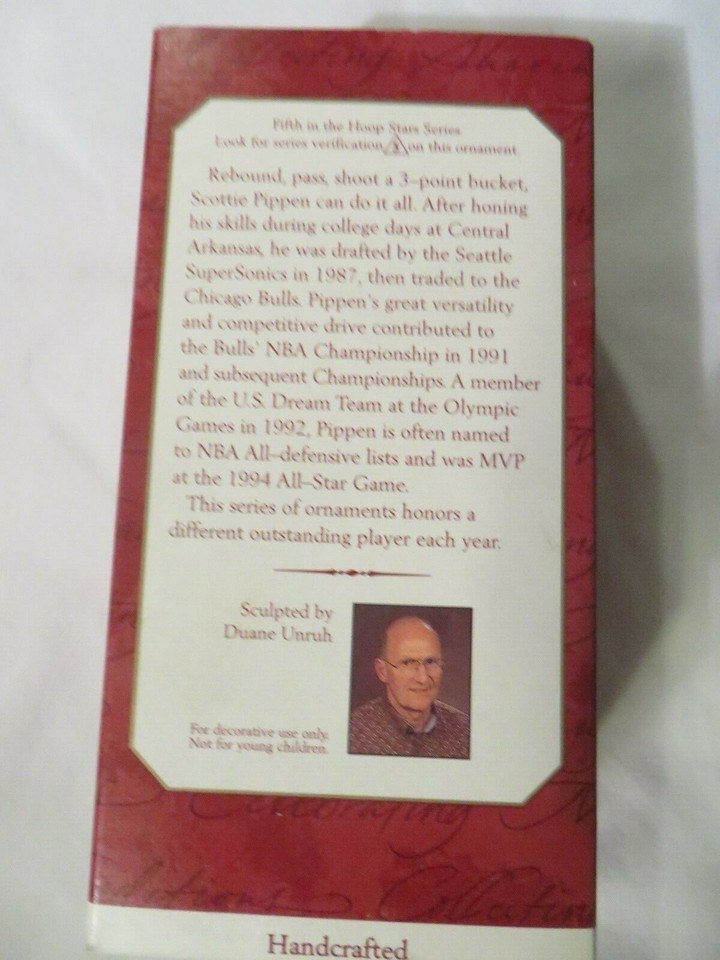 Fifth in the Hoop Stars Series.
Look for series verification 5 on this ornament.
Rebound, pass, shoot a 3-point bucket,
Scottie Pippen can do it all. After honing
his skills during college days at Central
Arkansas, he was drafted by the Seattle
SuperSonics in 1987, then traded to the
Chicago Bulls. Pippen's great versatility
and competitive drive contributed to
the Bulls' NBA Championship in 1991
and subsequent Championships. A member
of the U.S. Dream Team at the Olympic
Games in 1992, Pippen is often named
to NBA All-defensive lists and was MVP
at the 1994 All-Star Game.
This series of ornaments honors a
different outstanding player each year.
Sculpted by
Duane Unruh
For decorative use only.
Not for young children.
Celebrating
Handcrafted